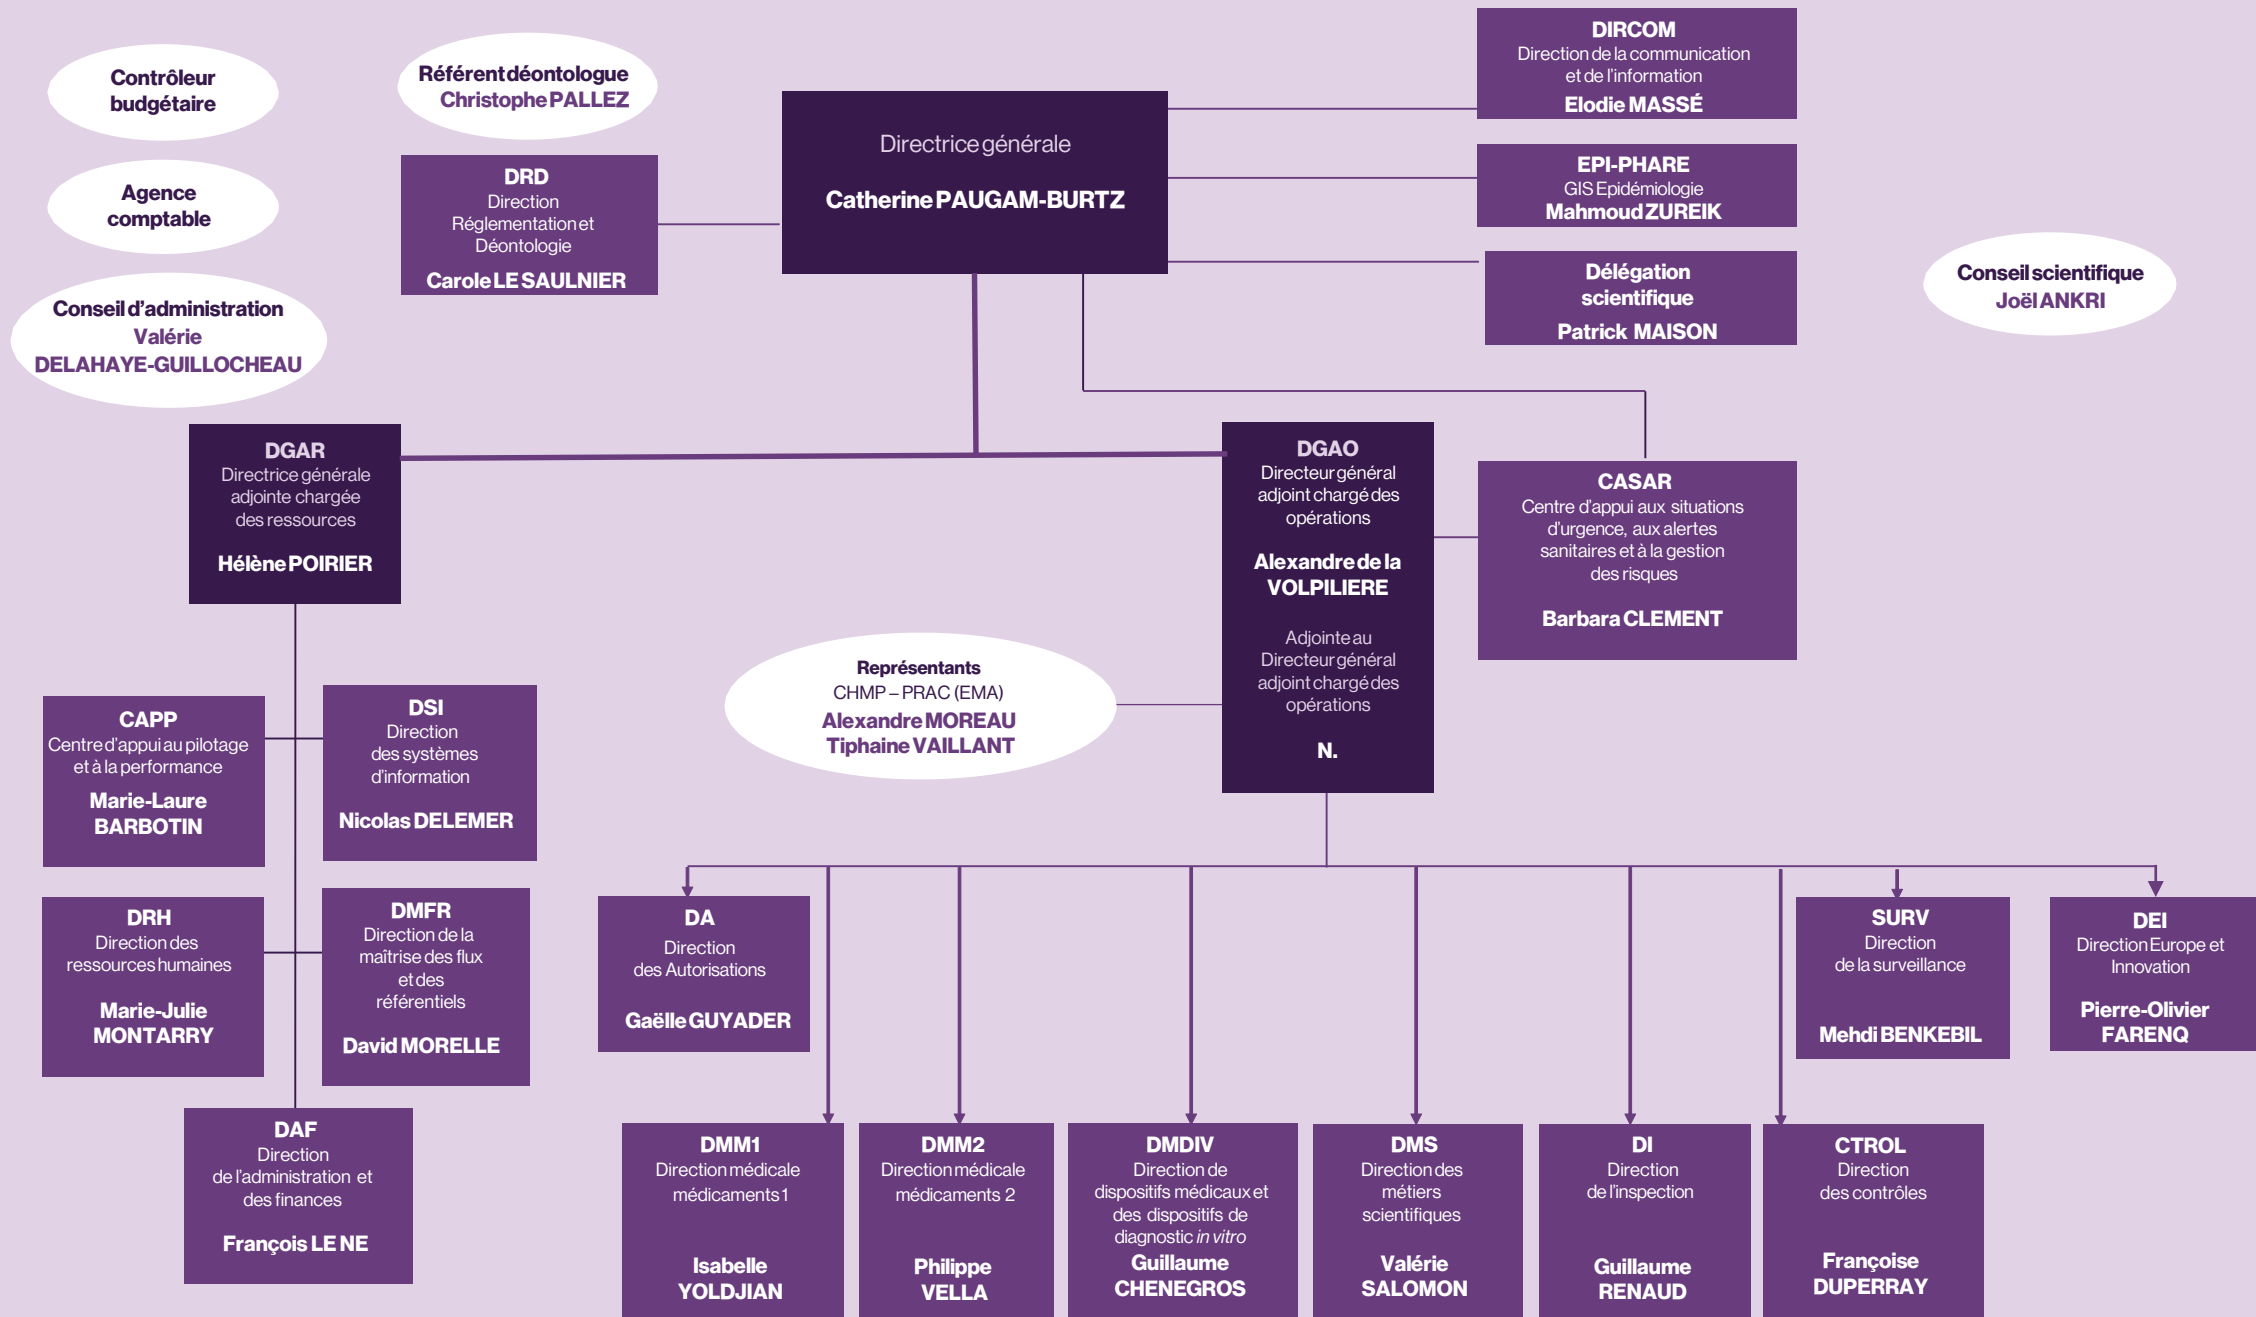 Contrôleur
budgétaire
Référent déontologue
Christophe PALLEZ
Agence
comptable
Conseil d'administration
Valérie
DELAHAYE-GUILLOCHEAU
DRD
Direction
Réglementation et
Déontologie
Carole LE SAULNIER
Directrice générale
Catherine PAUGAM-BURTZ
DIRCOM
Direction de la communication
et de l'information
Elodie MASSÉ
EPI-PHARE
GIS Epidémiologie
Mahmoud ZUREIK
Délégation
scientifique
Patrick MAISON
Conseil scientifique
Joël ANKRI
DGAR
Directrice générale
adjointe chargée
des ressources
Hélène POIRIER
DGAO
Directeur général
adjoint chargé des
opérations
Alexandre de la
VOLPILIERE
Adjointe au
Directeur général
adjoint chargé des
opérations
N.
CASAR
Centre d'appui aux situations
d'urgence, aux alertes
sanitaires et à la gestion
des risques
Barbara CLEMENT
Représentants
CHMP – PRAC (EMA)
Alexandre MOREAU
Tiphaine VAILLANT
CAPP
Centre d'appui au pilotage
et à la performance
Marie-Laure
BARBOTIN
DSI
Direction
des systèmes
d'information
Nicolas DELEMER
DRH
Direction des
ressources humaines
Marie-Julie
MONTARRY
DMFR
Direction de la
maîtrise des flux
et des
référentiels
David MORELLE
DAF
Direction
de l'administration et
des finances
François LE NE
DA
Direction
des Autorisations
Gaëlle GUYADER
SURV
Direction
de la surveillance
Mehdi BENKEBIL
DEI
Direction Europe et
Innovation
Pierre-Olivier
FARENQ
DMM1
Direction médicale
médicaments 1
Isabelle
YOLDJIAN
DMM2
Direction médicale
médicaments 2
Philippe
VELLA
DMDIV
Direction de
dispositifs médicaux et
des dispositifs de
diagnostic in vitro
Guillaume
CHENEGROS
DMS
Direction des
métiers
scientifiques
Valérie
SALOMON
DI
Direction
de l'inspection
Guillaume
RENAUD
CTROL
Direction
des contrôles
Françoise
DUPERRAY